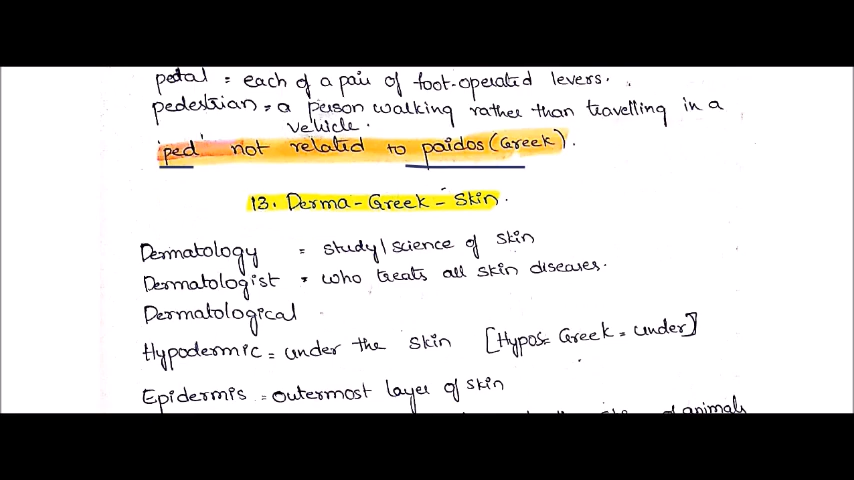 petal = each of a pair of foot-operated levers.
pedestrian = a person walking rather than travelling in a
vehicle.
'ped' not related to paidos (Greek).
13. Derma - Greek - Skin.
Dermatology = study/science of skin
Dermatologist = who treats all skin diseases.
Dermatological
Hypodermic = under the skin [Hypos = Greek = under]
Epidermis = outermost layer of skin
of animals